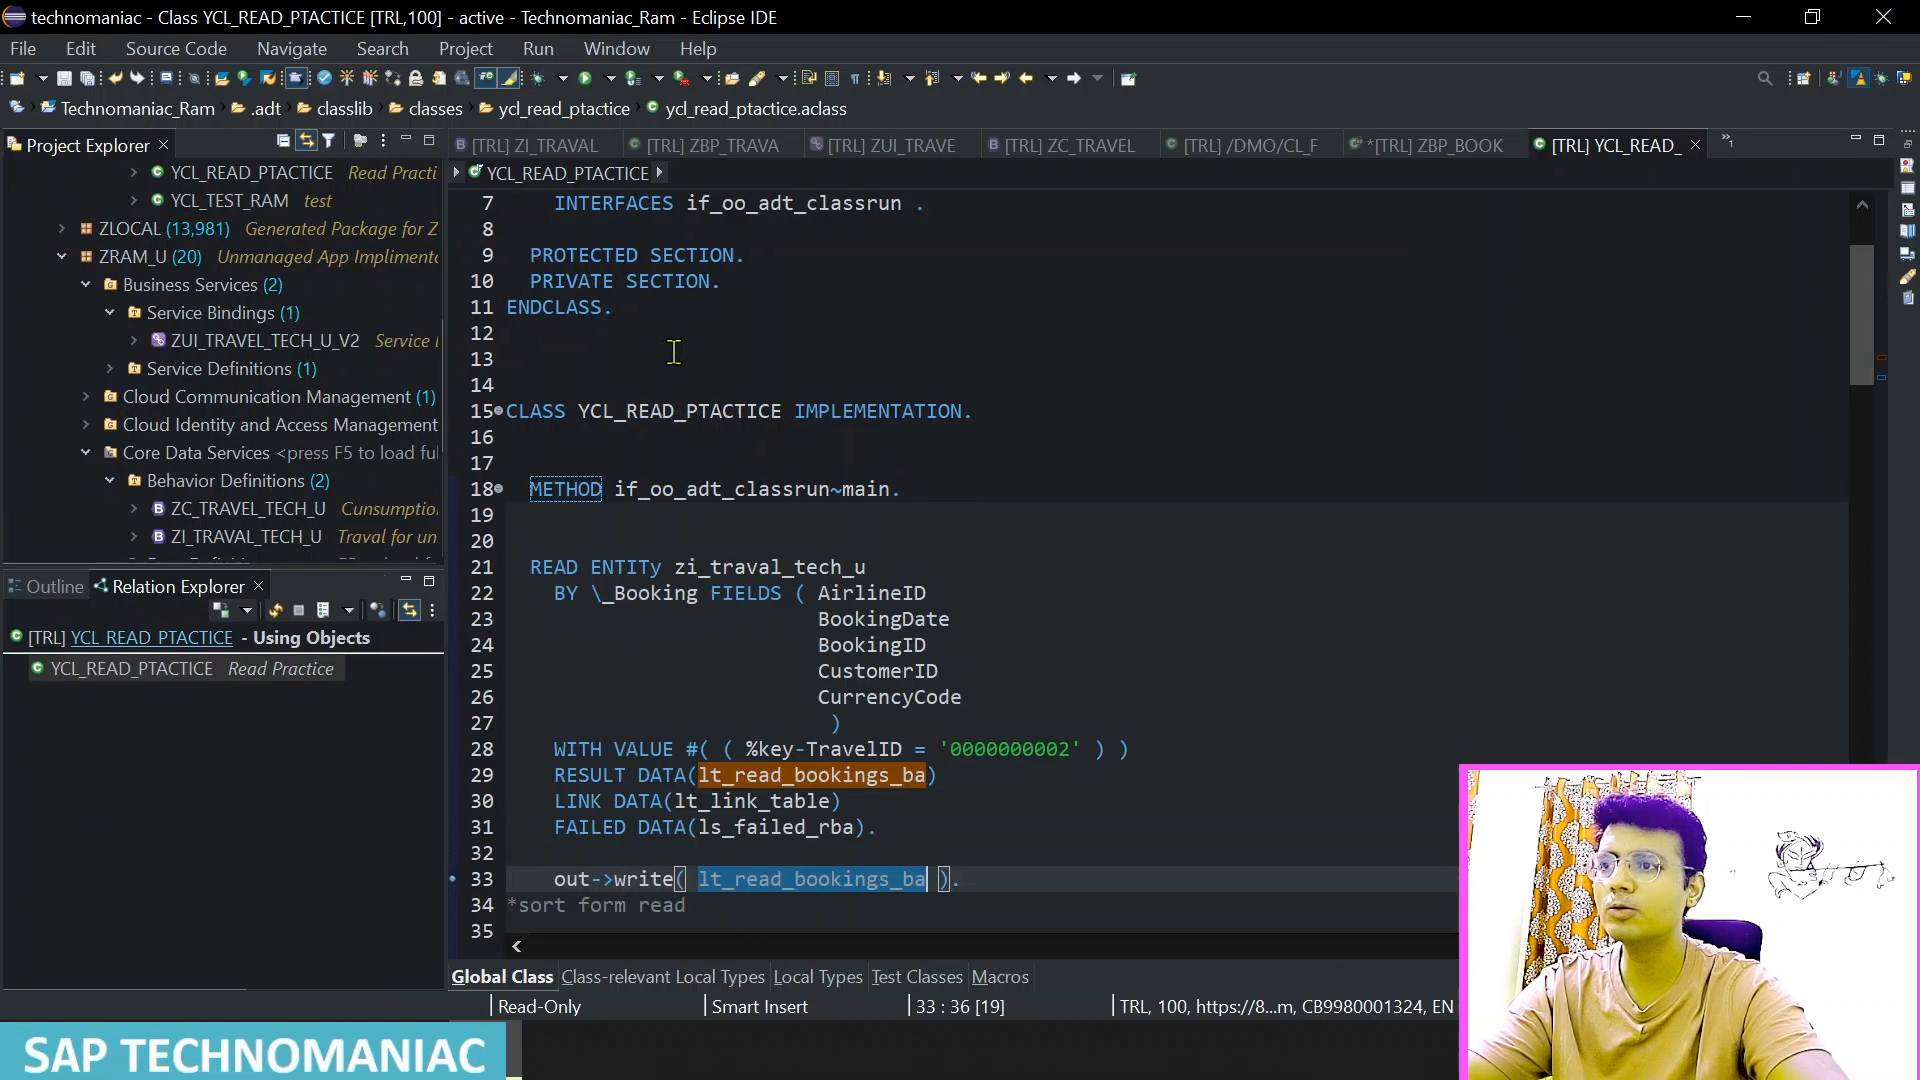 technomaniac - Class YCL_READ_PTACTICE [TRL,100] - active - Technomaniac_Ram - Eclipse IDE
File Edit Source Code Navigate Search Project Run Window Help
Technomaniac_Ram .adt classlib classes ycl_read_ptactice ycl_read_ptactice.aclass
Project Explorer
YCL_READ_PTACTICE Read Practi
YCL_TEST_RAM test
ZLOCAL (13,981) Generated Package for Z
ZRAM_U (20) Unmanaged App Implimenta
Business Services (2)
Service Bindings (1)
ZUI_TRAVEL_TECH_U_V2 Service
Service Definitions (1)
Cloud Communication Management (1)
Cloud Identity and Access Management
Core Data Services <press F5 to load ful
Behavior Definitions (2)
ZC_TRAVEL_TECH_U Cunsumptio
ZI_TRAVAL_TECH_U Traval for un
Outline Relation Explorer
[TRL] YCL_READ_PTACTICE - Using Objects
YCL_READ_PTACTICE Read Practice
[TRL] ZI_TRAVAL [TRL] ZBP_TRAVA [TRL] ZUI_TRAVE [TRL] ZC_TRAVEL [TRL] /DMO/CL_F *[TRL] ZBP_BOOK [TRL] YCL_READ_ »1
YCL_READ_PTACTICE
7 INTERFACES if_oo_adt_classrun .
8
9 PROTECTED SECTION.
10 PRIVATE SECTION.
11 ENDCLASS.
12
13
14
15 CLASS YCL_READ_PTACTICE IMPLEMENTATION.
16
17
18 METHOD if_oo_adt_classrun~main.
19
20
21 READ ENTITy zi_traval_tech_u
22 BY \_Booking FIELDS ( AirlineID
23 BookingDate
24 BookingID
25 CustomerID
26 CurrencyCode
27 )
28 WITH VALUE #( ( %key-TravelID = '0000000002' ) )
29 RESULT DATA(lt_read_bookings_ba)
30 LINK DATA(lt_link_table)
31 FAILED DATA(ls_failed_rba).
32
33 out->write( lt_read_bookings_ba ).
34 *sort form read
35
Global Class Class-relevant Local Types Local Types Test Classes Macros
Read-Only Smart Insert 33 : 36 [19] TRL, 100, https://8...m, CB9980001324, EN
SAP TECHNOMANIAC